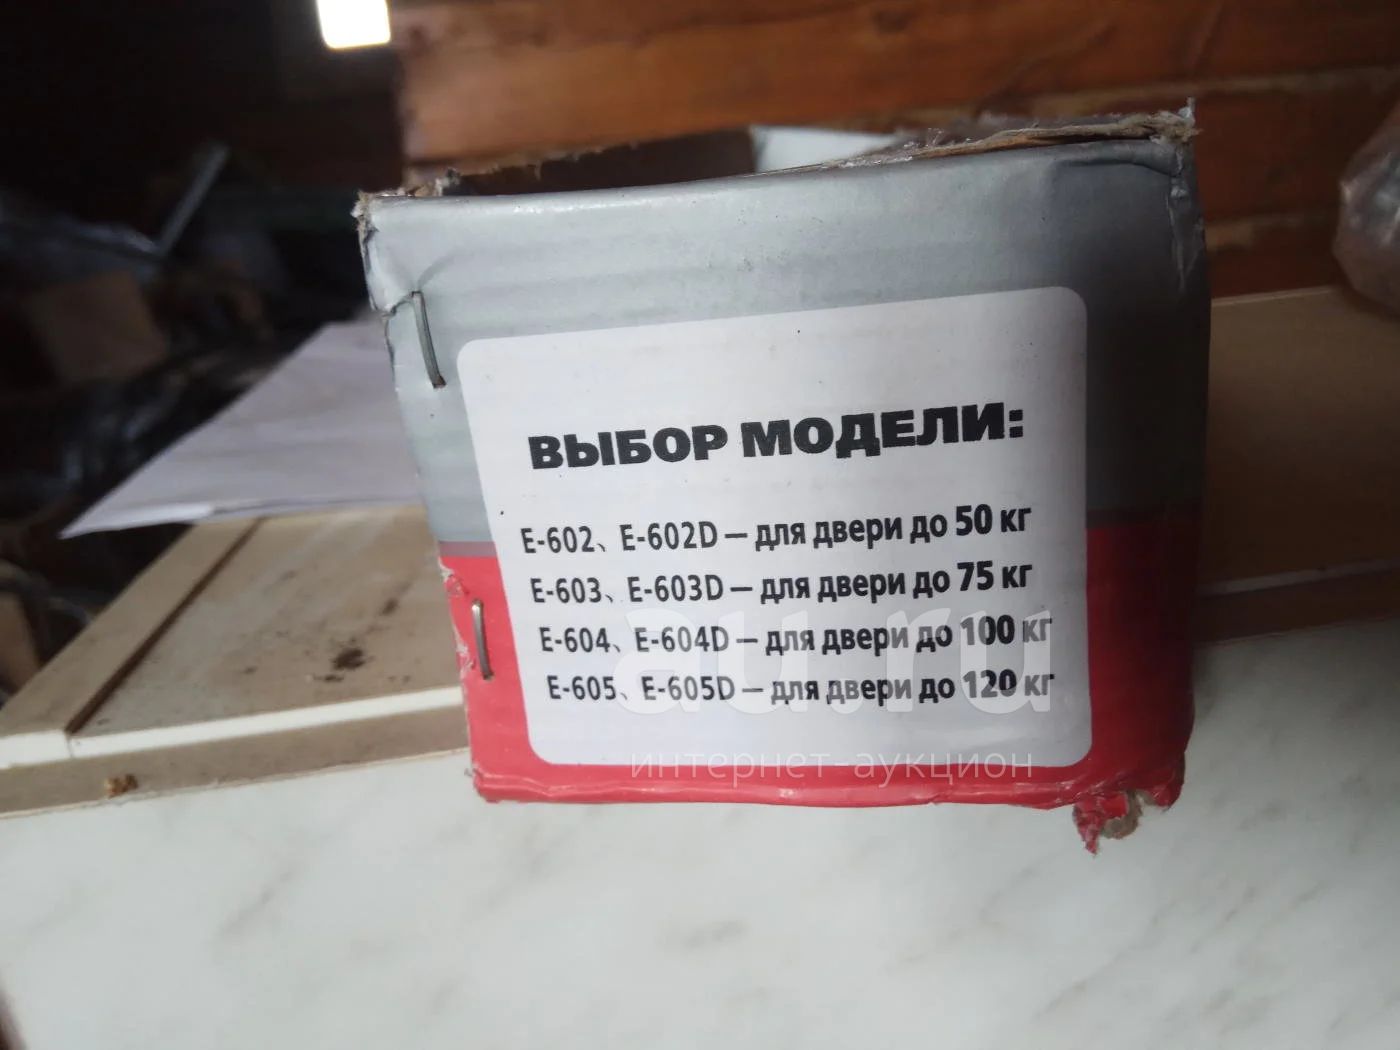 ВЫБОР МОДЕЛИ:
E-602、E-602D — для двери до 50 кг
E-603、E-603D — для двери до 75 кг
E-604、E-604D — для двери до 100 кг
E-605、E-605D — для двери до 120 кг
au.ru
интернет-аукцион